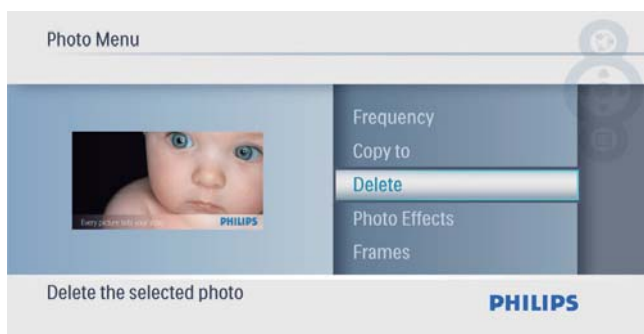 Photo Menu
Frequency
Copy to
Delete
Photo Effects
Frames
Every picture tells your story
PHILIPS
Delete the selected photo
PHILIPS